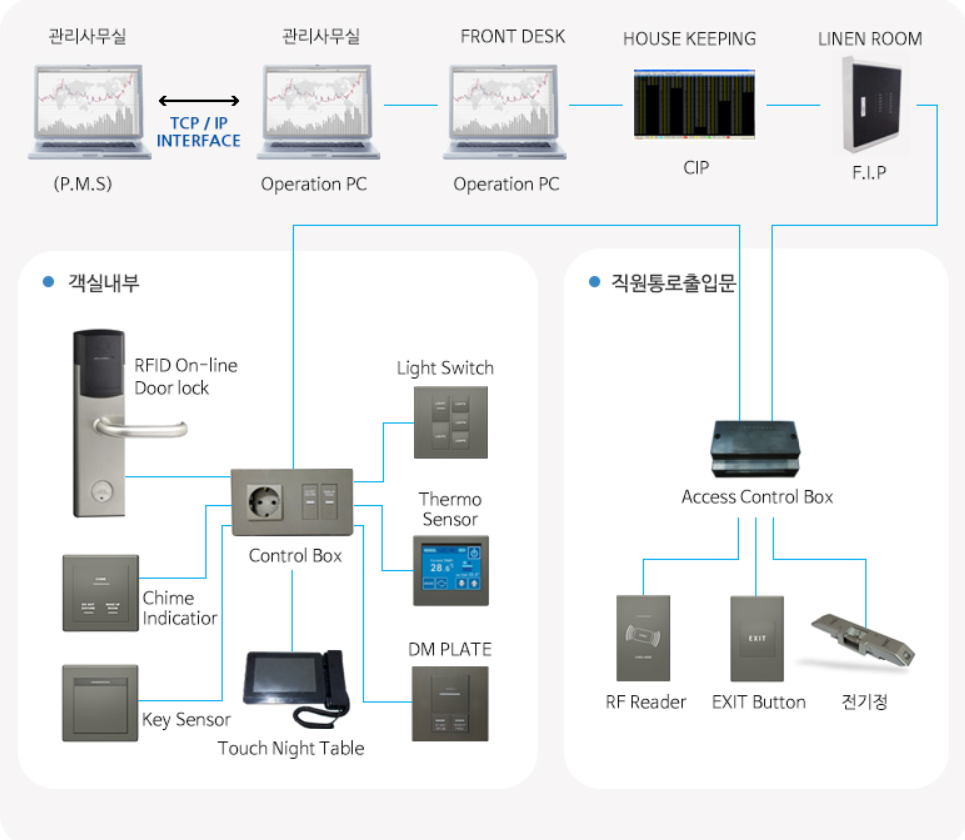 관리사무실
관리사무실
FRONT DESK
HOUSE KEEPING
LINEN ROOM
TCP / IP
INTERFACE
(P.M.S)
Operation PC
Operation PC
CIP
F.I.P
객실내부
RFID On-line
Door lock
Light Switch
Thermo
Sensor
28.6°
Control Box
CHIME
Chime
Indicatior
DM PLATE
Key Sensor
Touch Night Table
직원통로출입문
Access Control Box
EXIT
RF Reader
EXIT Button
전기정